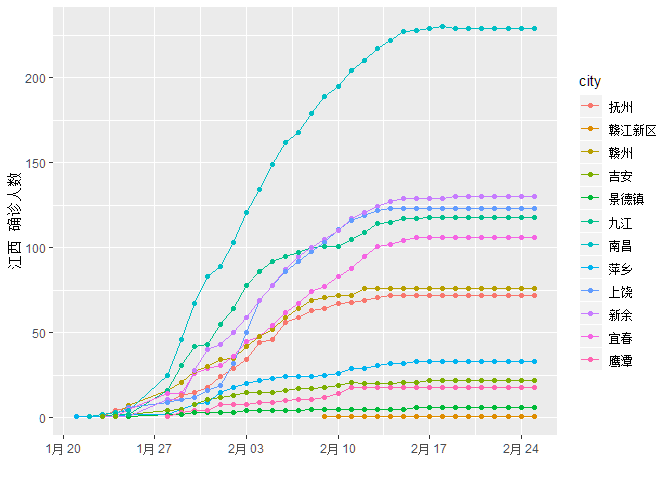 江西 确诊人数
200
150
100
50
0
1月 20
1月 27
2月 03
2月 10
2月 17
2月 24
city
抚州
赣江新区
赣州
吉安
景德镇
九江
南昌
萍乡
上饶
新余
宜春
鹰潭